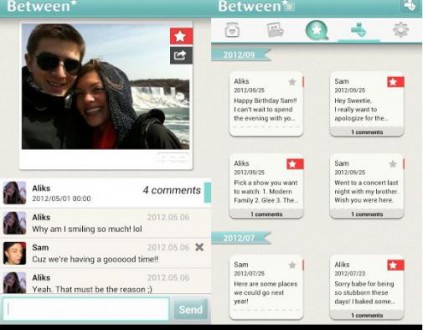 Between*
Aliks
2012/05/01 00:00
4 comments
Aliks
2012.05.06
Why am I smiling so much! lol
Sam
2012.05.06
Cuz we're having a goooood time!!
Aliks
2012.05.06
Yeah. That must be the reason ;)
Send
Between*
2012/09
Aliks
2012/09/25
Happy Birthday Sam!!
I can't wait to spend
the evening with yo...
Sam
2012/09/25
Hey Sweetie,
I really want to
apologize for the...
1 comments
Aliks
2012/09/25
Pick a show you want
to watch: 1. Modern
Family 2. Glee 3. The...
1 comments
Sam
2012/09/25
Went to a concert last
night with my brother.
Wish you were here.
1 comments
2012/07
Sam
2012/07/25
Here are some places
we could go next
year!
Aliks
2012/07/23
Sorry babe for being
so stubborn these
days! I baked some...
1 comments